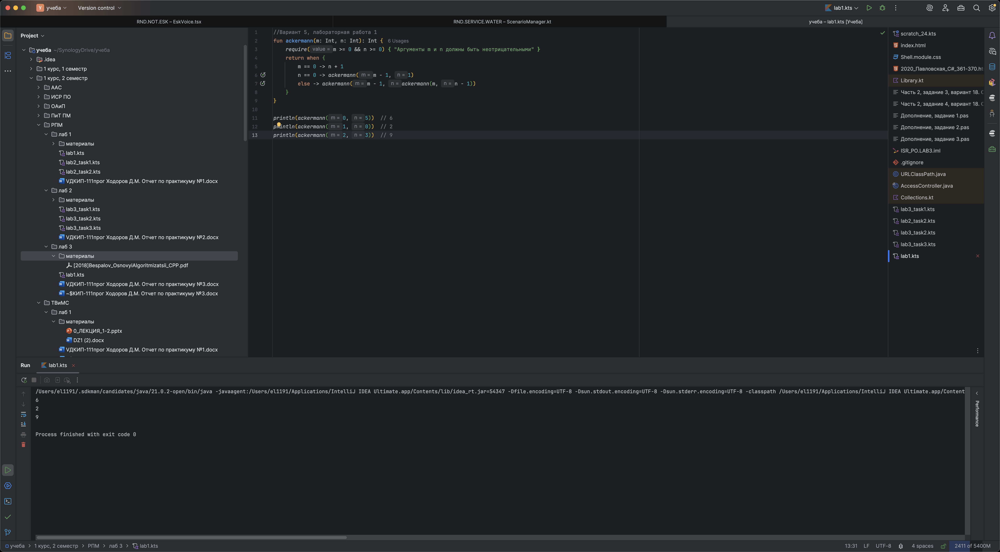 У учеба Version control lab1.kts
RND.NOT.ESK – EskVoice.tsx RND.SERVICE.WATER – ScenarioManager.kt учеба – lab1.kts [Учеба]
Project
учеба ~/SynologyDrive/учеба
.idea
1 курс, 1 семестр
1 курс, 2 семестр
ААС
ИСР ПО
ОАиП
ПиТ ПМ
РПМ
лаб 1
материалы
lab1.kts
lab2_task1.kts
lab2_task2.kts
VДКИП-111прог Ходоров Д.М. Отчет по практикуму №1.docx
лаб 2
материалы
lab3_task1.kts
lab3_task2.kts
lab3_task3.kts
VДКИП-111прог Ходоров Д.М. Отчет по практикуму №2.docx
лаб 3
материалы
[2018]Bespalov_OsnovyiAlgoritmizatsii_CPP.pdf
lab1.kts
VДКИП-111прог Ходоров Д.М. Отчет по практикуму №3.docx
~$КИП-111прог Ходоров Д.М. Отчет по практикуму №3.docx
ТВиМС
лаб 1
материалы
0_ЛЕКЦИЯ_1-2.pptx
DZ1 (2).docx
VДКИП-111прог Ходоров Д.М. Отчет по практикуму №1.docx
1 //Вариант 5, лабораторная работа 1
2 fun ackermann(m: Int, n: Int): Int { 6 Usages
3 require( value = m >= 0 && n >= 0) { "Аргументы m и n должны быть неотрицательными" }
4 return when {
5 m == 0 -> n + 1
6 n == 0 -> ackermann( m = m - 1, n = 1)
7 else -> ackermann( m = m - 1, n = ackermann(m, n = n - 1))
8 }
9 }
10
11 println(ackermann( m = 0, n = 5)) // 6
12 println(ackermann( m = 1, n = 0)) // 2
13 println(ackermann( m = 2, n = 3)) // 9
scratch_24.kts
index.html
Shell.module.css
2020_Павловская_C#_361-370.ht
Library.kt
Часть 2, задание 3, вариант 18.
Часть 2, задание 4, вариант 18.
Дополнение, задание 1.pas
Дополнение, задание 2.pas
Дополнение, задание 3.pas
ISR_PO.LAB3.iml
.gitignore
URLClassPath.java
AccessController.java
Collections.kt
lab3_task1.kts
lab2_task2.kts
lab3_task2.kts
lab3_task3.kts
lab1.kts
Run lab1.kts
/Users/el1191/.sdkman/candidates/java/21.0.2-open/bin/java -javaagent:/Users/el1191/Applications/IntelliJ IDEA Ultimate.app/Contents/lib/idea_rt.jar=54347 -Dfile.encoding=UTF-8 -Dsun.stdout.encoding=UTF-8 -Dsun.stderr.encoding=UTF-8 -classpath /Users/el1191/Applications/IntelliJ IDEA Ultimate.app/Content
6
2
9
Process finished with exit code 0
Performance
учеба > 1 курс, 2 семестр > РПМ > лаб 3 > lab1.kts 13:31 LF UTF-8 4 spaces 2411 of 5400M